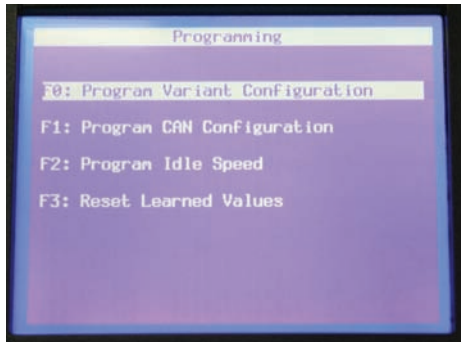 Programming
F0: Program Variant Configuration
F1: Program CAN Configuration
F2: Program Idle Speed
F3: Reset Learned Values